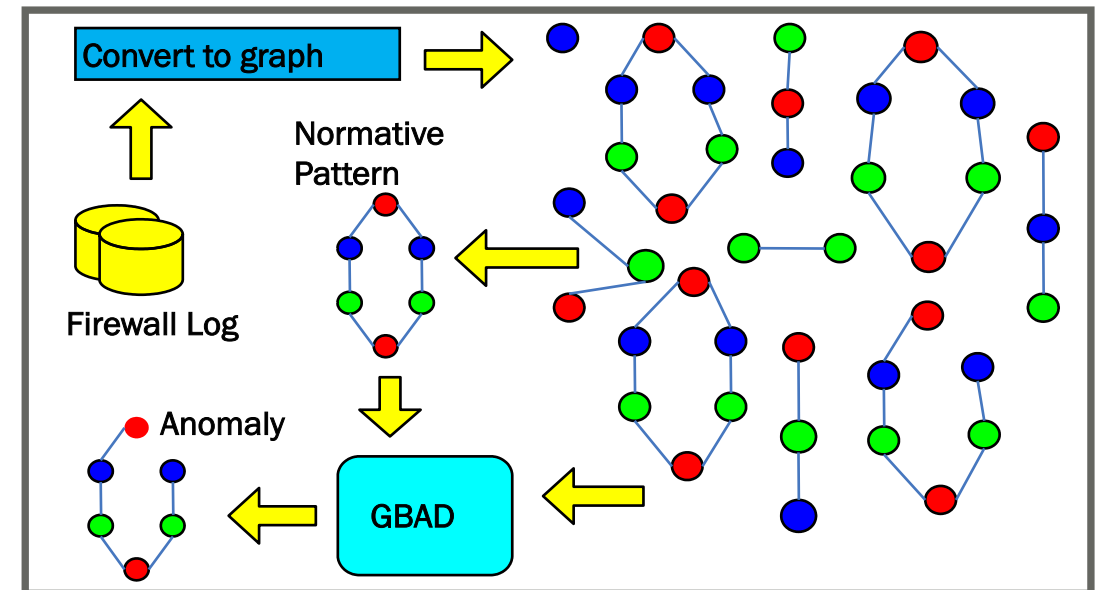 Convert to graph
Normative
Pattern
Firewall Log
Anomaly
GBAD